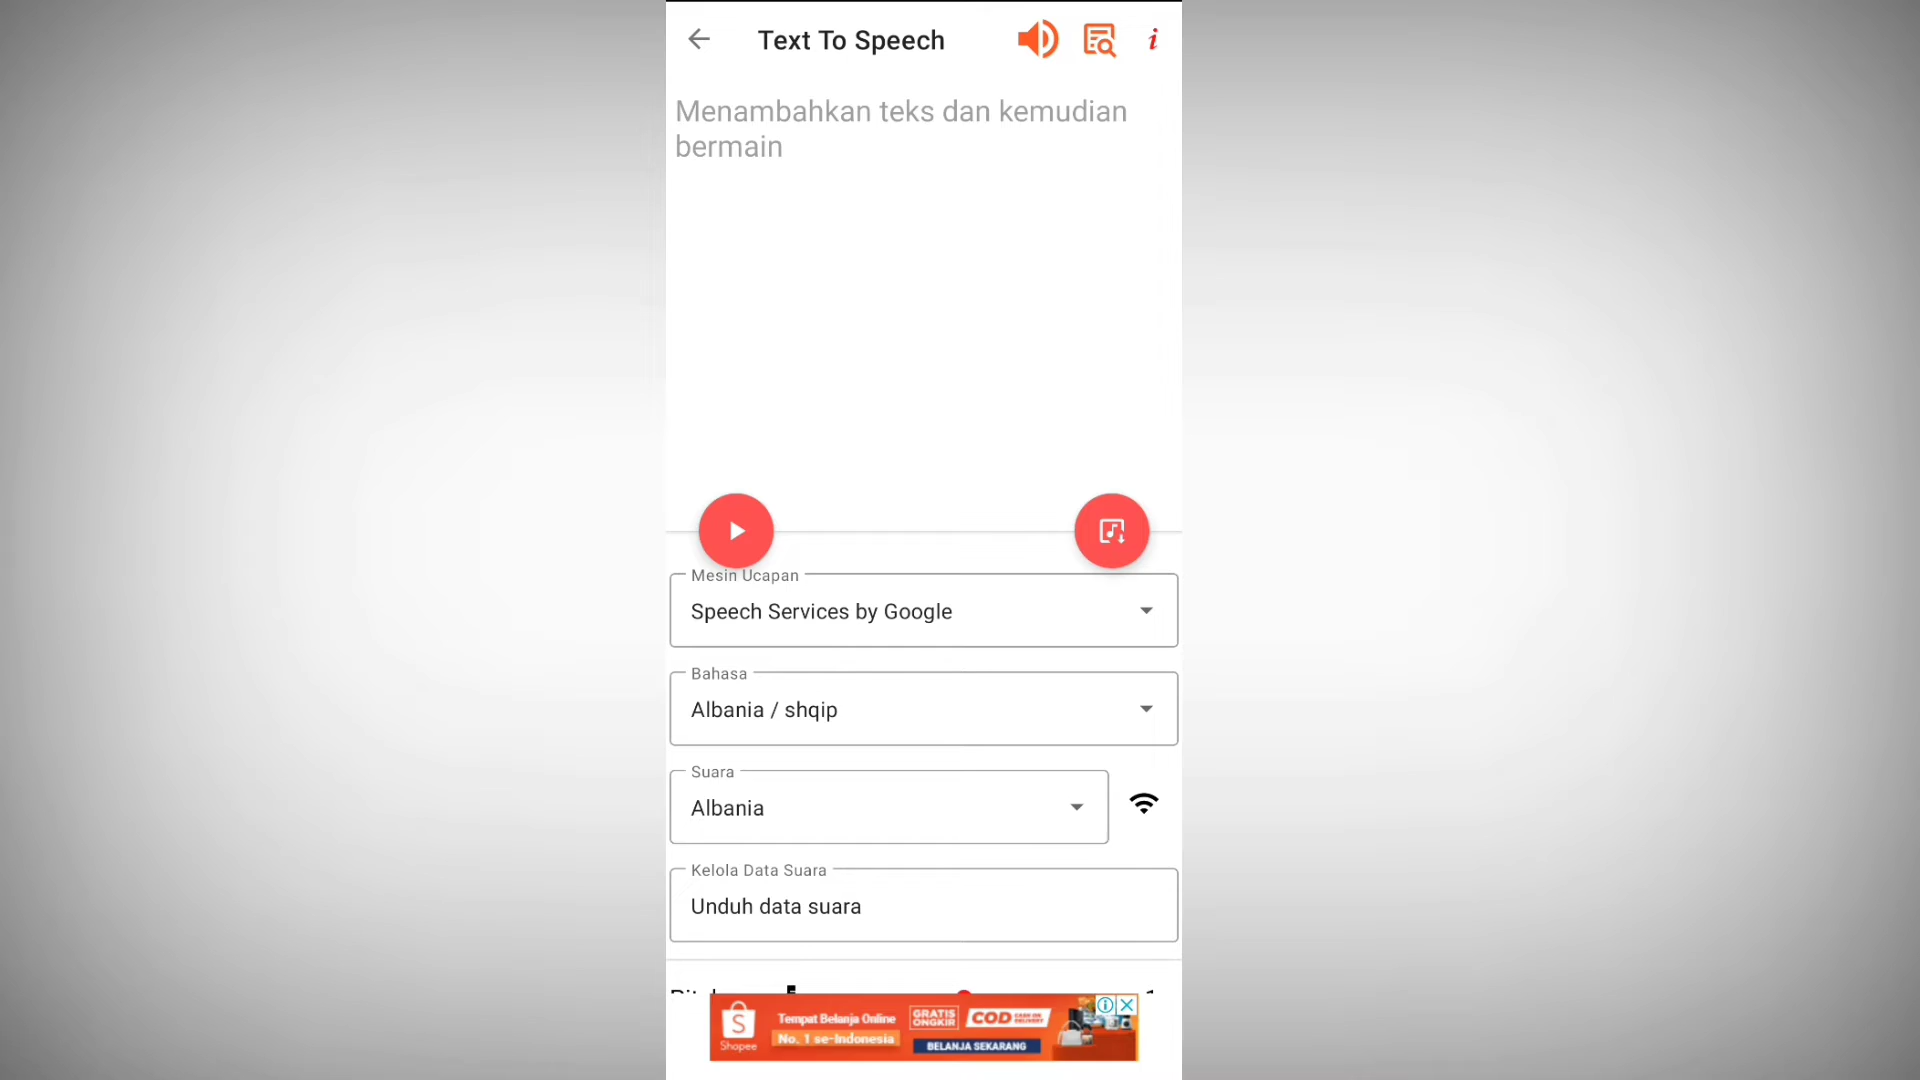 Text To Speech
i
Menambahkan teks dan kemudian
bermain
Mesin Ucapan
Speech Services by Google
Bahasa
Albania / shqip
Suara
Albania
Kelola Data Suara
Unduh data suara
Shopee
Tempat Belanja Online
No. 1 se-Indonesia
GRATIS
ONGKIR
COD
BELANJA SEKARANG